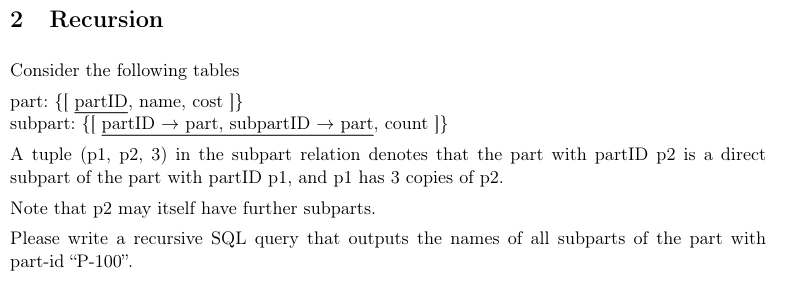 2 Recursion
Consider the following tables
part: {[ partID, name, cost ]}
subpart: {[ partID → part, subpartID → part, count ]}
A tuple (p1, p2, 3) in the subpart relation denotes that the part with partID p2 is a direct
subpart of the part with partID p1, and p1 has 3 copies of p2.
Note that p2 may itself have further subparts.
Please write a recursive SQL query that outputs the names of all subparts of the part with
part-id “P-100”.